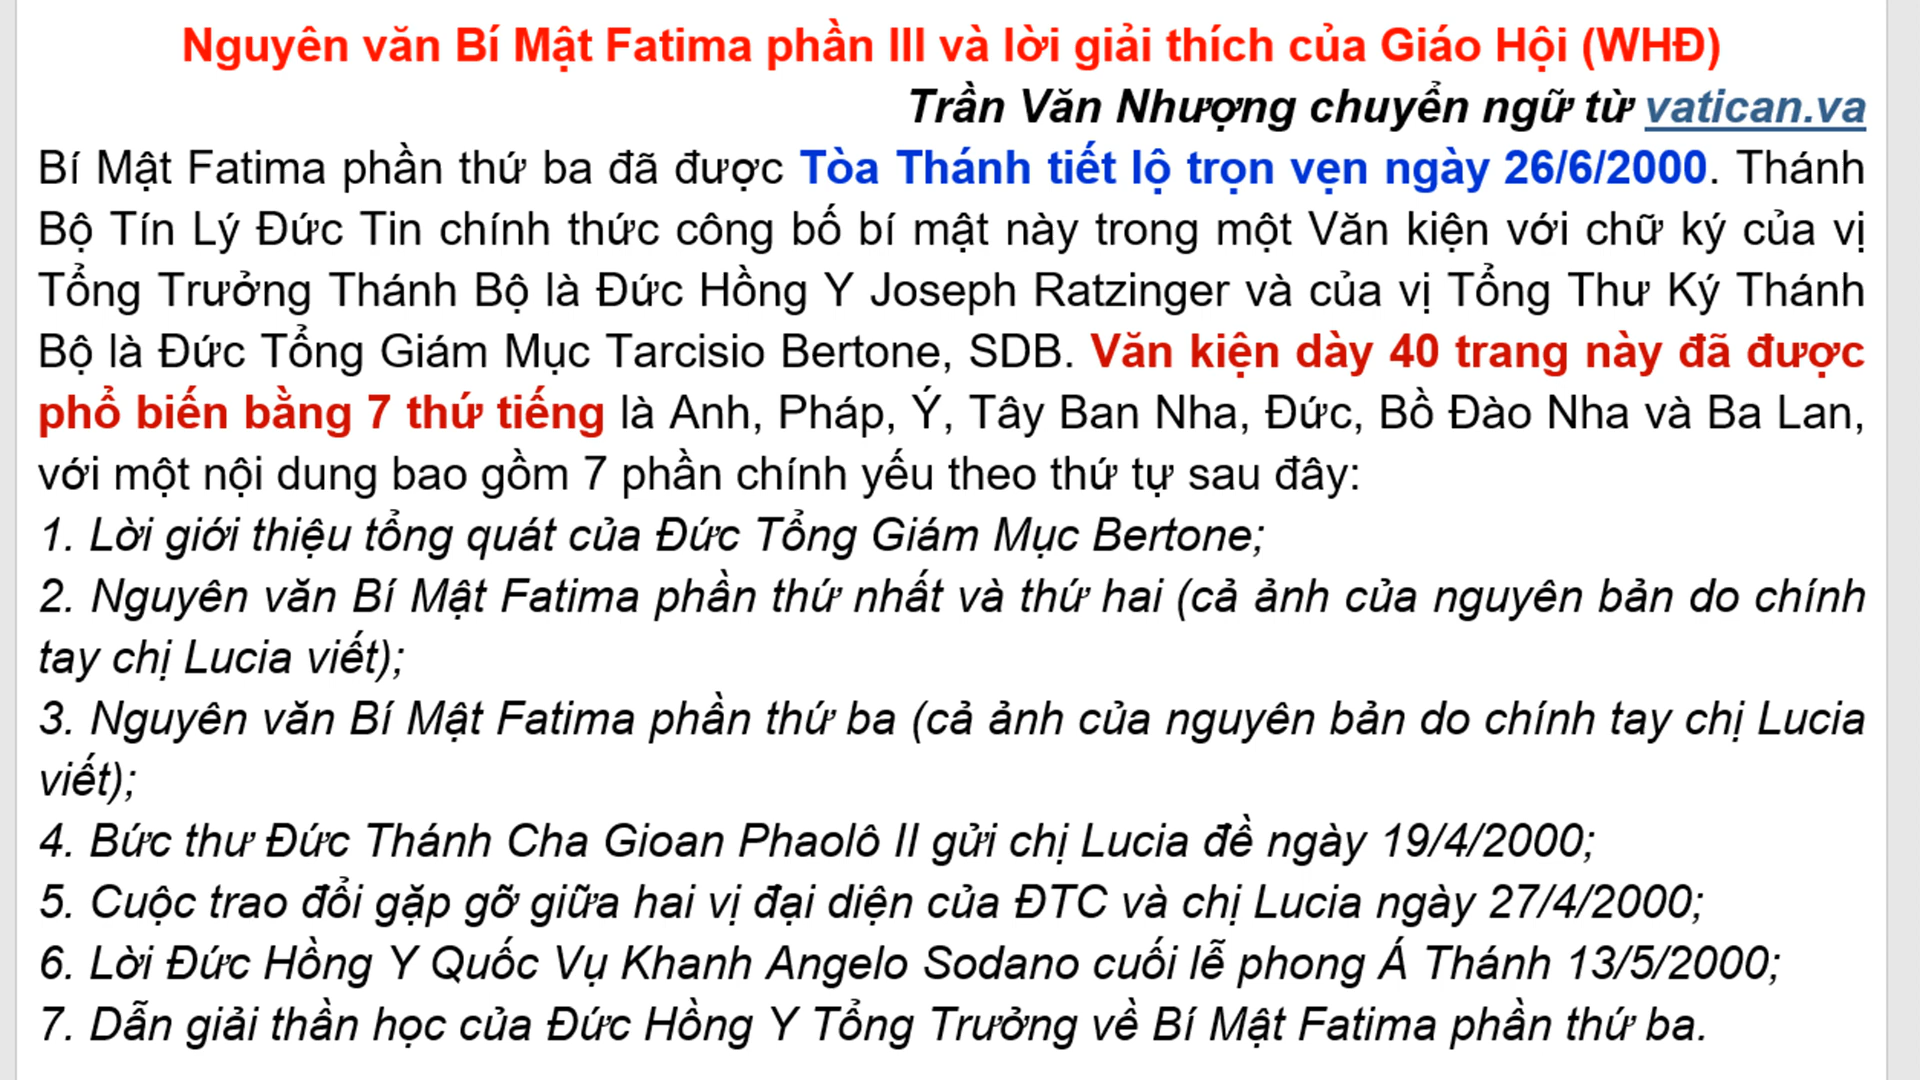 Nguyên văn Bí Mật Fatima phần III và lời giải thích của Giáo Hội (WHĐ)
Trần Văn Nhượng chuyển ngữ từ vatican.va
Bí Mật Fatima phần thứ ba đã được Tòa Thánh tiết lộ trọn vẹn ngày 26/6/2000. Thánh
Bộ Tín Lý Đức Tin chính thức công bố bí mật này trong một Văn kiện với chữ ký của vị
Tổng Trưởng Thánh Bộ là Đức Hồng Y Joseph Ratzinger và của vị Tổng Thư Ký Thánh
Bộ là Đức Tổng Giám Mục Tarcisio Bertone, SDB. Văn kiện dày 40 trang này đã được
phổ biến bằng 7 thứ tiếng là Anh, Pháp, Ý, Tây Ban Nha, Đức, Bồ Đào Nha và Ba Lan,
với một nội dung bao gồm 7 phần chính yếu theo thứ tự sau đây:
1. Lời giới thiệu tổng quát của Đức Tổng Giám Mục Bertone;
2. Nguyên văn Bí Mật Fatima phần thứ nhất và thứ hai (cả ảnh của nguyên bản do chính
tay chị Lucia viết);
3. Nguyên văn Bí Mật Fatima phần thứ ba (cả ảnh của nguyên bản do chính tay chị Lucia
viết);
4. Bức thư Đức Thánh Cha Gioan Phaolô II gửi chị Lucia đề ngày 19/4/2000;
5. Cuộc trao đổi gặp gỡ giữa hai vị đại diện của ĐTC và chị Lucia ngày 27/4/2000;
6. Lời Đức Hồng Y Quốc Vụ Khanh Angelo Sodano cuối lễ phong Á Thánh 13/5/2000;
7. Dẫn giải thần học của Đức Hồng Y Tổng Trưởng về Bí Mật Fatima phần thứ ba.